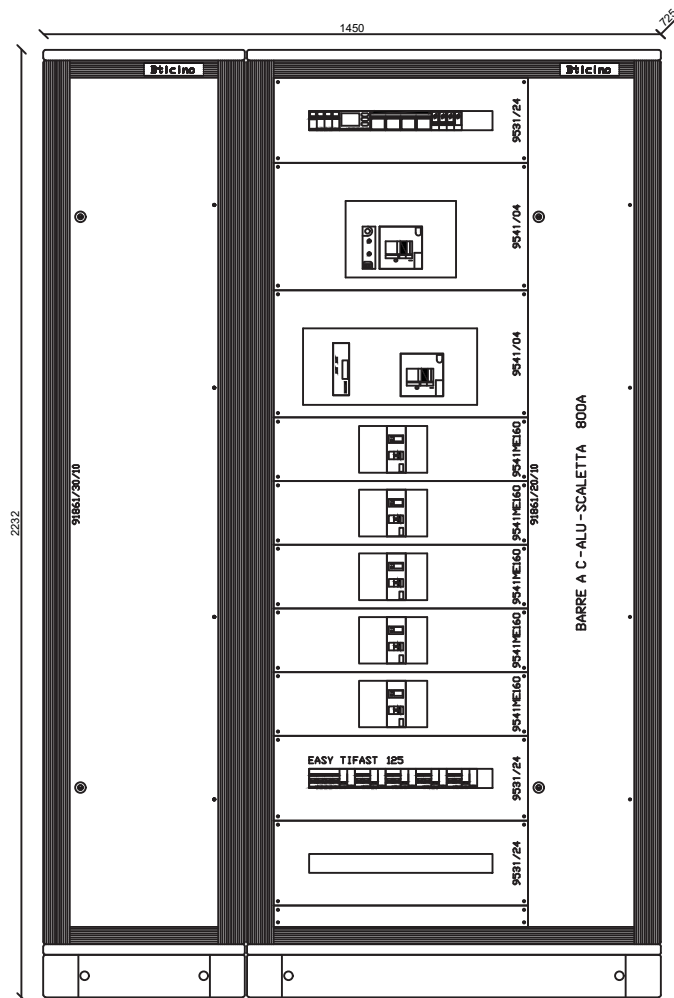 1450
725
Bticino
Bticino
9531/24
9541/04
9541/04
9541ME160
9541ME160
9541ME160
9541ME160
9541ME160
91861/30/10
91861/20/10
BARRE A C-ALU-SCALETTA 800A
2232
EASY TIFAST 125
9531/24
9531/24